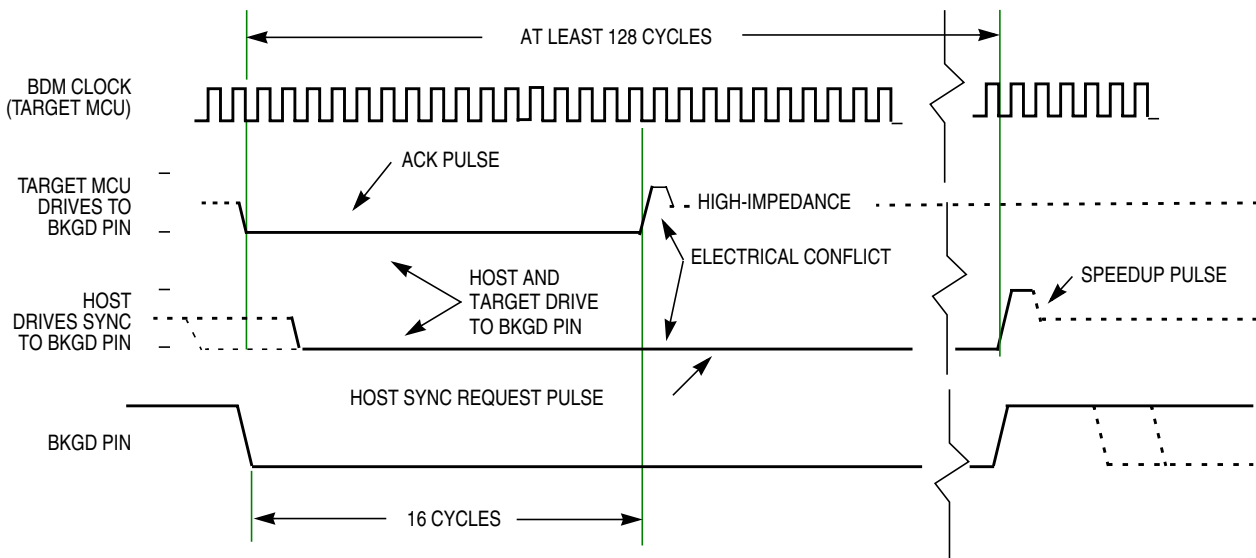 AT LEAST 128 CYCLES
BDM CLOCK
(TARGET MCU)
ACK PULSE
TARGET MCU
DRIVES TO
BKGD PIN
HIGH-IMPEDANCE
ELECTRICAL CONFLICT
HOST AND
TARGET DRIVE
TO BKGD PIN
SPEEDUP PULSE
HOST
DRIVES SYNC
TO BKGD PIN
HOST SYNC REQUEST PULSE
BKGD PIN
16 CYCLES